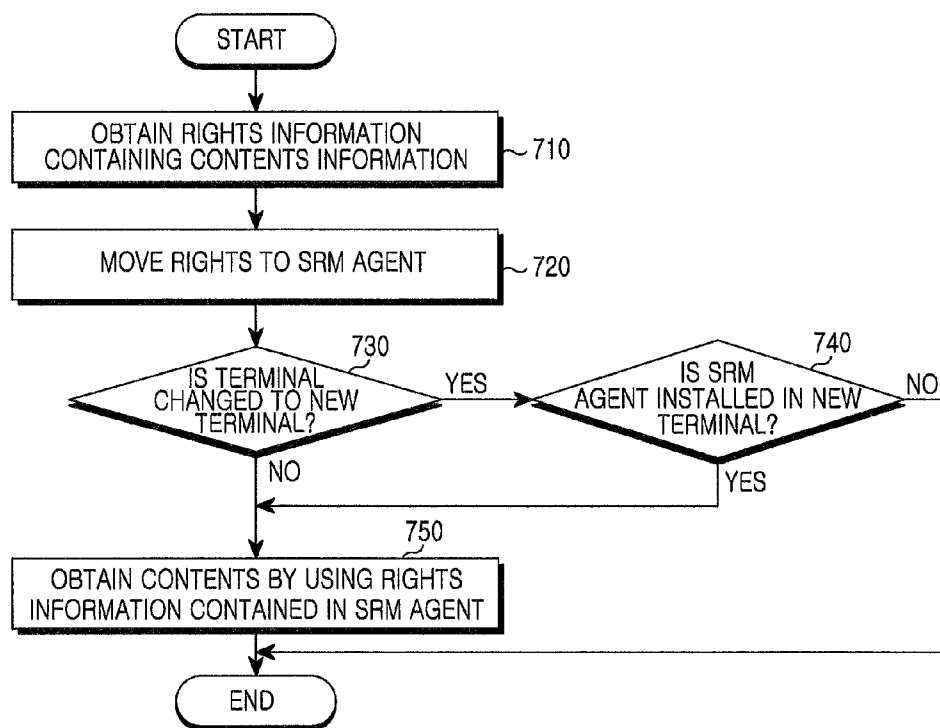 START
OBTAIN RIGHTS INFORMATION
CONTAINING CONTENTS INFORMATION
710
MOVE RIGHTS TO SRM AGENT
720
730
IS TERMINAL
CHANGED TO NEW
TERMINAL?
YES
NO
740
IS SRM
AGENT INSTALLED IN NEW
TERMINAL?
NO
YES
750
OBTAIN CONTENTS BY USING RIGHTS
INFORMATION CONTAINED IN SRM AGENT
END